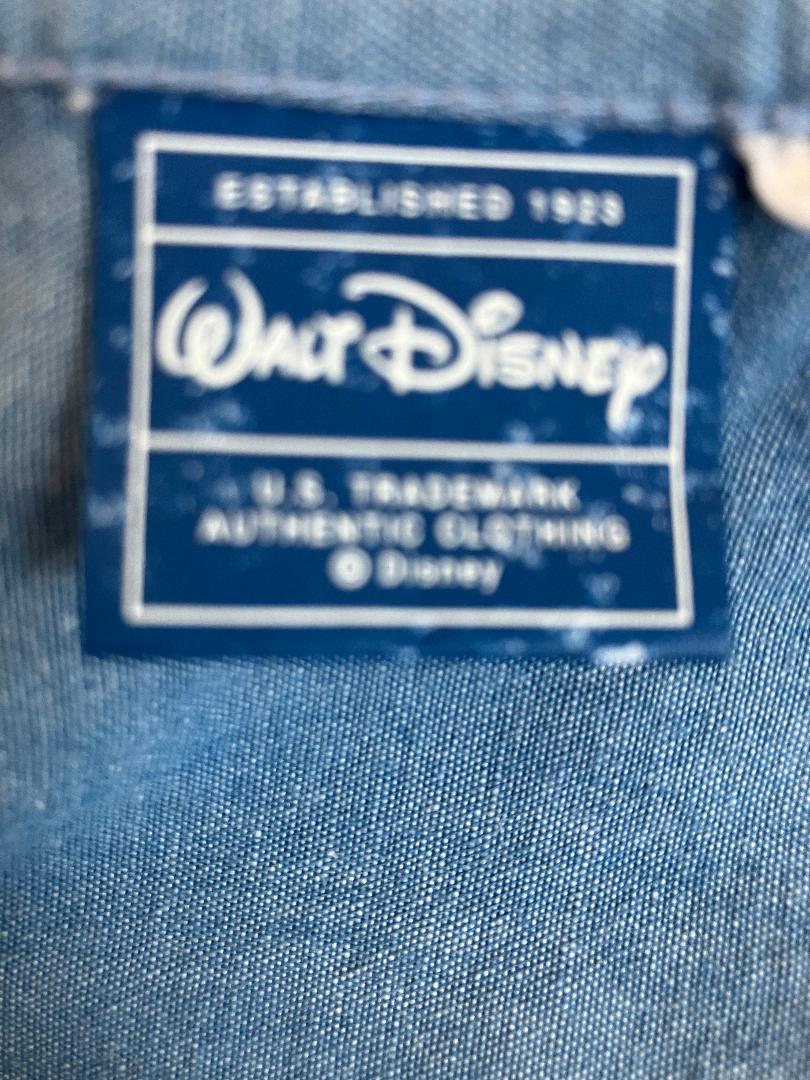 ESTABLISHED 1923
WALT DISNEY
U.S. TRADEMARK
AUTHENTIC CLOTHING
© Disney